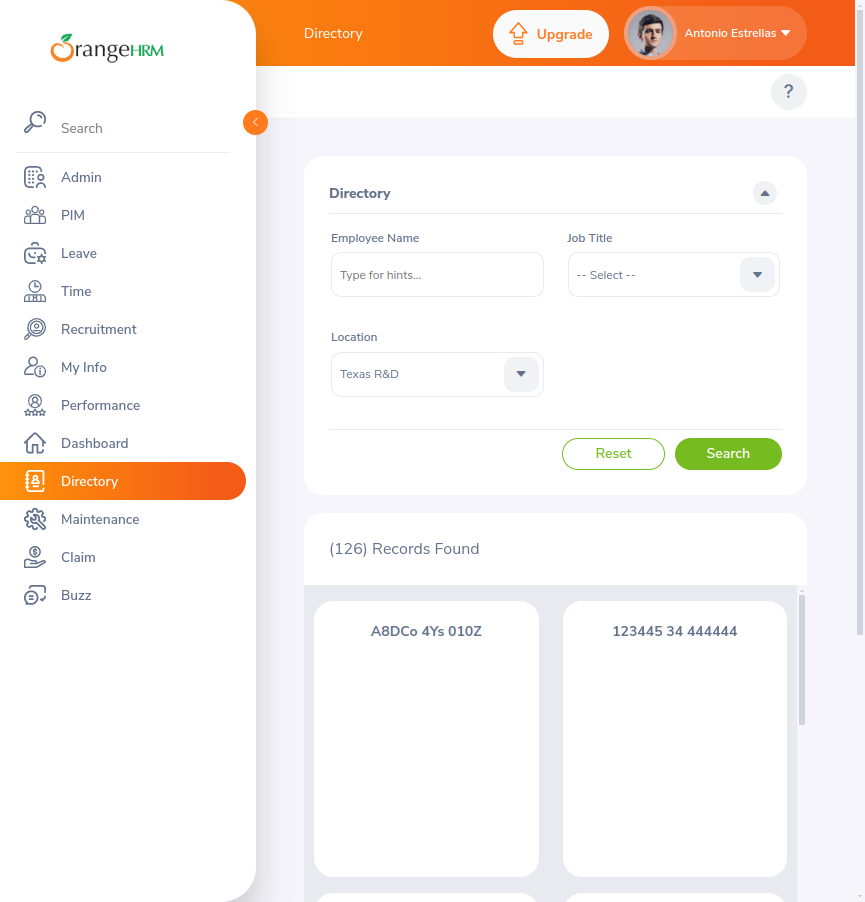 OrangeHRM
Directory
Upgrade
Antonio Estrellas
?
Search
Admin
PIM
Leave
Time
Recruitment
My Info
Performance
Dashboard
Directory
Maintenance
Claim
Buzz
Directory
Employee Name
Job Title
Type for hints...
-- Select --
Location
Texas R&D
Reset
Search
(126) Records Found
A8DCo 4Ys 010Z
123445 34 444444